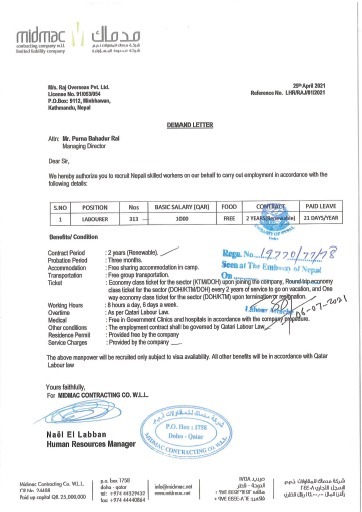 midmac مدماك
contracting company w.l.l.
limited liability company
29th April 2021
M/s. Raj Overseas Pvt. Ltd.
License No. 91/053/054
P.O.Box: 9112, Minbhawan,
Kathmandu, Nepal
Reference No. LHR/RAJ/01/2021
DEMAND LETTER
Attn: Mr. Purna Bahadur Rai
Managing Director
Dear Sir,
We hereby authorize you to recruit Nepali skilled workers on our behalf to carry out employment in accordance with the
following details:
S.NO POSITION Nos BASIC SALARY (QAR) FOOD CONTRACT PAID LEAVE
1 LABOURER 313 1000 FREE 2 YEARS(Renewable) 21 DAYS/YEAR
Benefits/ Condition
Contract Period : 2 years (Renewable).
Probation Period : Three months.
Accommodation : Free sharing accommodation in camp.
Transportation : Free group transportation.
Ticket : Economy class ticket for the sector (KTM/DOH) upon joining the company, Round-trip economy
class ticket for the sector (DOH/KTM/DOH) every 2 years of service to go on vacation, and One
way economy class ticket for the sector (DOH/KTM) upon termination or resignation.
Working Hours : 8 hours a day, 6 days a week.
Overtime : As per Qatari Labour Law.
Medical : Free in Government Clinics and hospitals in accordance with the company procedure.
Other conditions : The employment contract shall be governed by Qatari Labour Law
Residence Permit : Provided free by the company
Service Charges : Provided by the company
Regn. No. 19770/77/78
Seen at The Embassy of Nepal
On
Labour Attache
06-07-2021
The above manpower will be recruited only subject to visa availability. All other benefits will be in accordance with Qatar
Labour law
Yours faithfully,
For MIDMAC CONTRACTING CO. W.L.L.
Naël El Labban
Human Resources Manager
P.O. Box : 1758
Doha - Qatar
MIDMAC CONTRACTING CO. W.L.L.
Midmac Contracting Co. W.L.L.
CR No. 24488
Paid up capital QR. 25,000,000
p.o. box 1758
doha - qatar
tel: +974 44329432
fax: +974 44440864
info@midmac.net
www.midmac.net